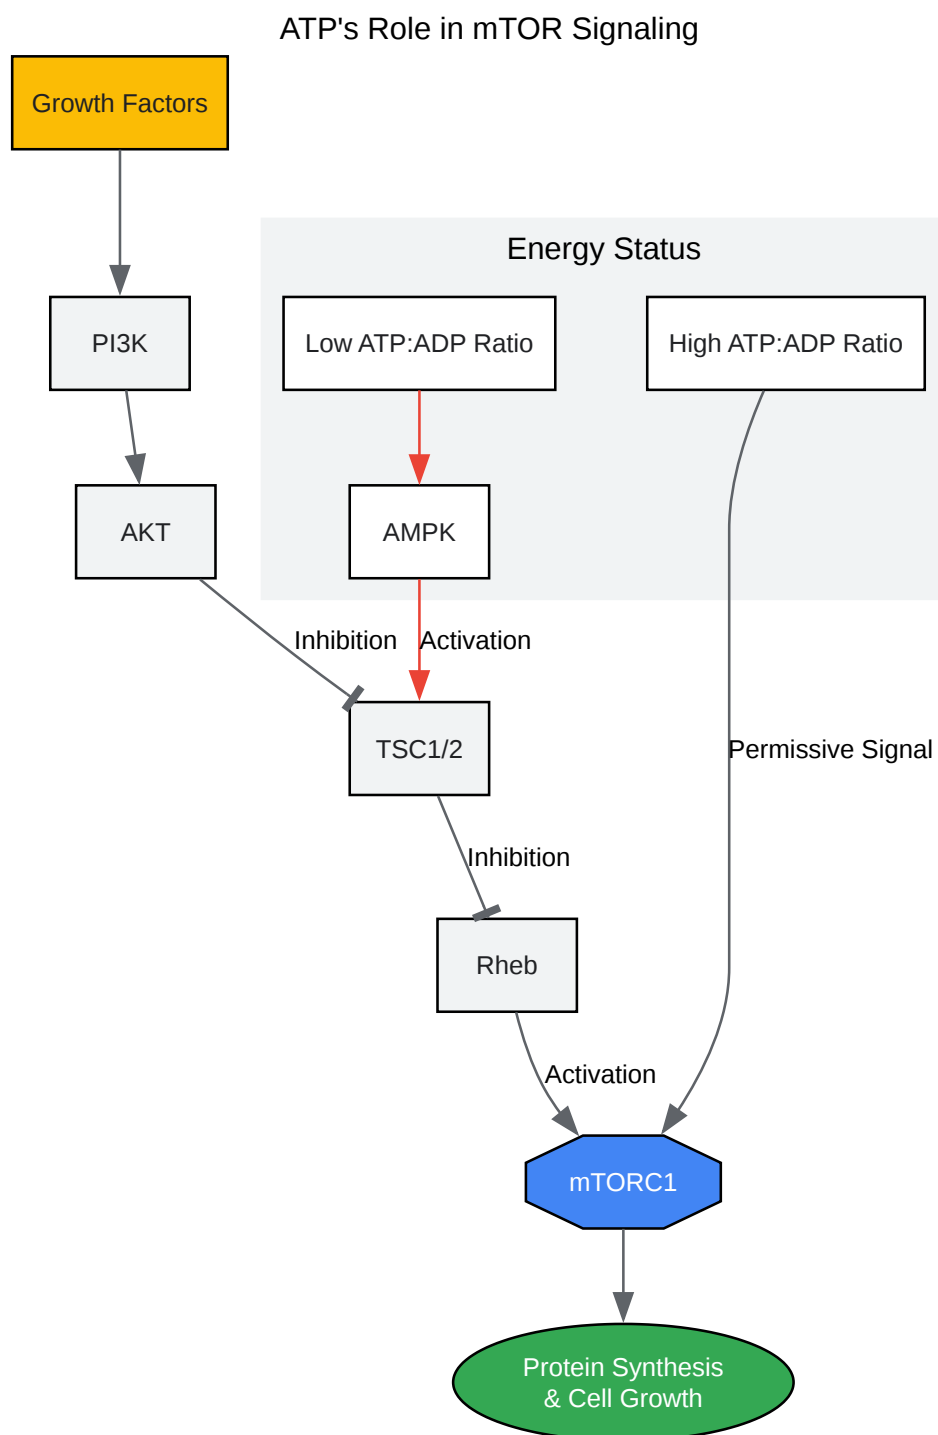 ATP's Role in mTOR Signaling
Growth Factors
Energy Status
PI3K
Low ATP:ADP Ratio
High ATP:ADP Ratio
AKT
AMPK
Inhibition
Activation
TSC1/2
Permissive Signal
Inhibition
Rheb
Activation
mTORC1
Protein Synthesis
& Cell Growth